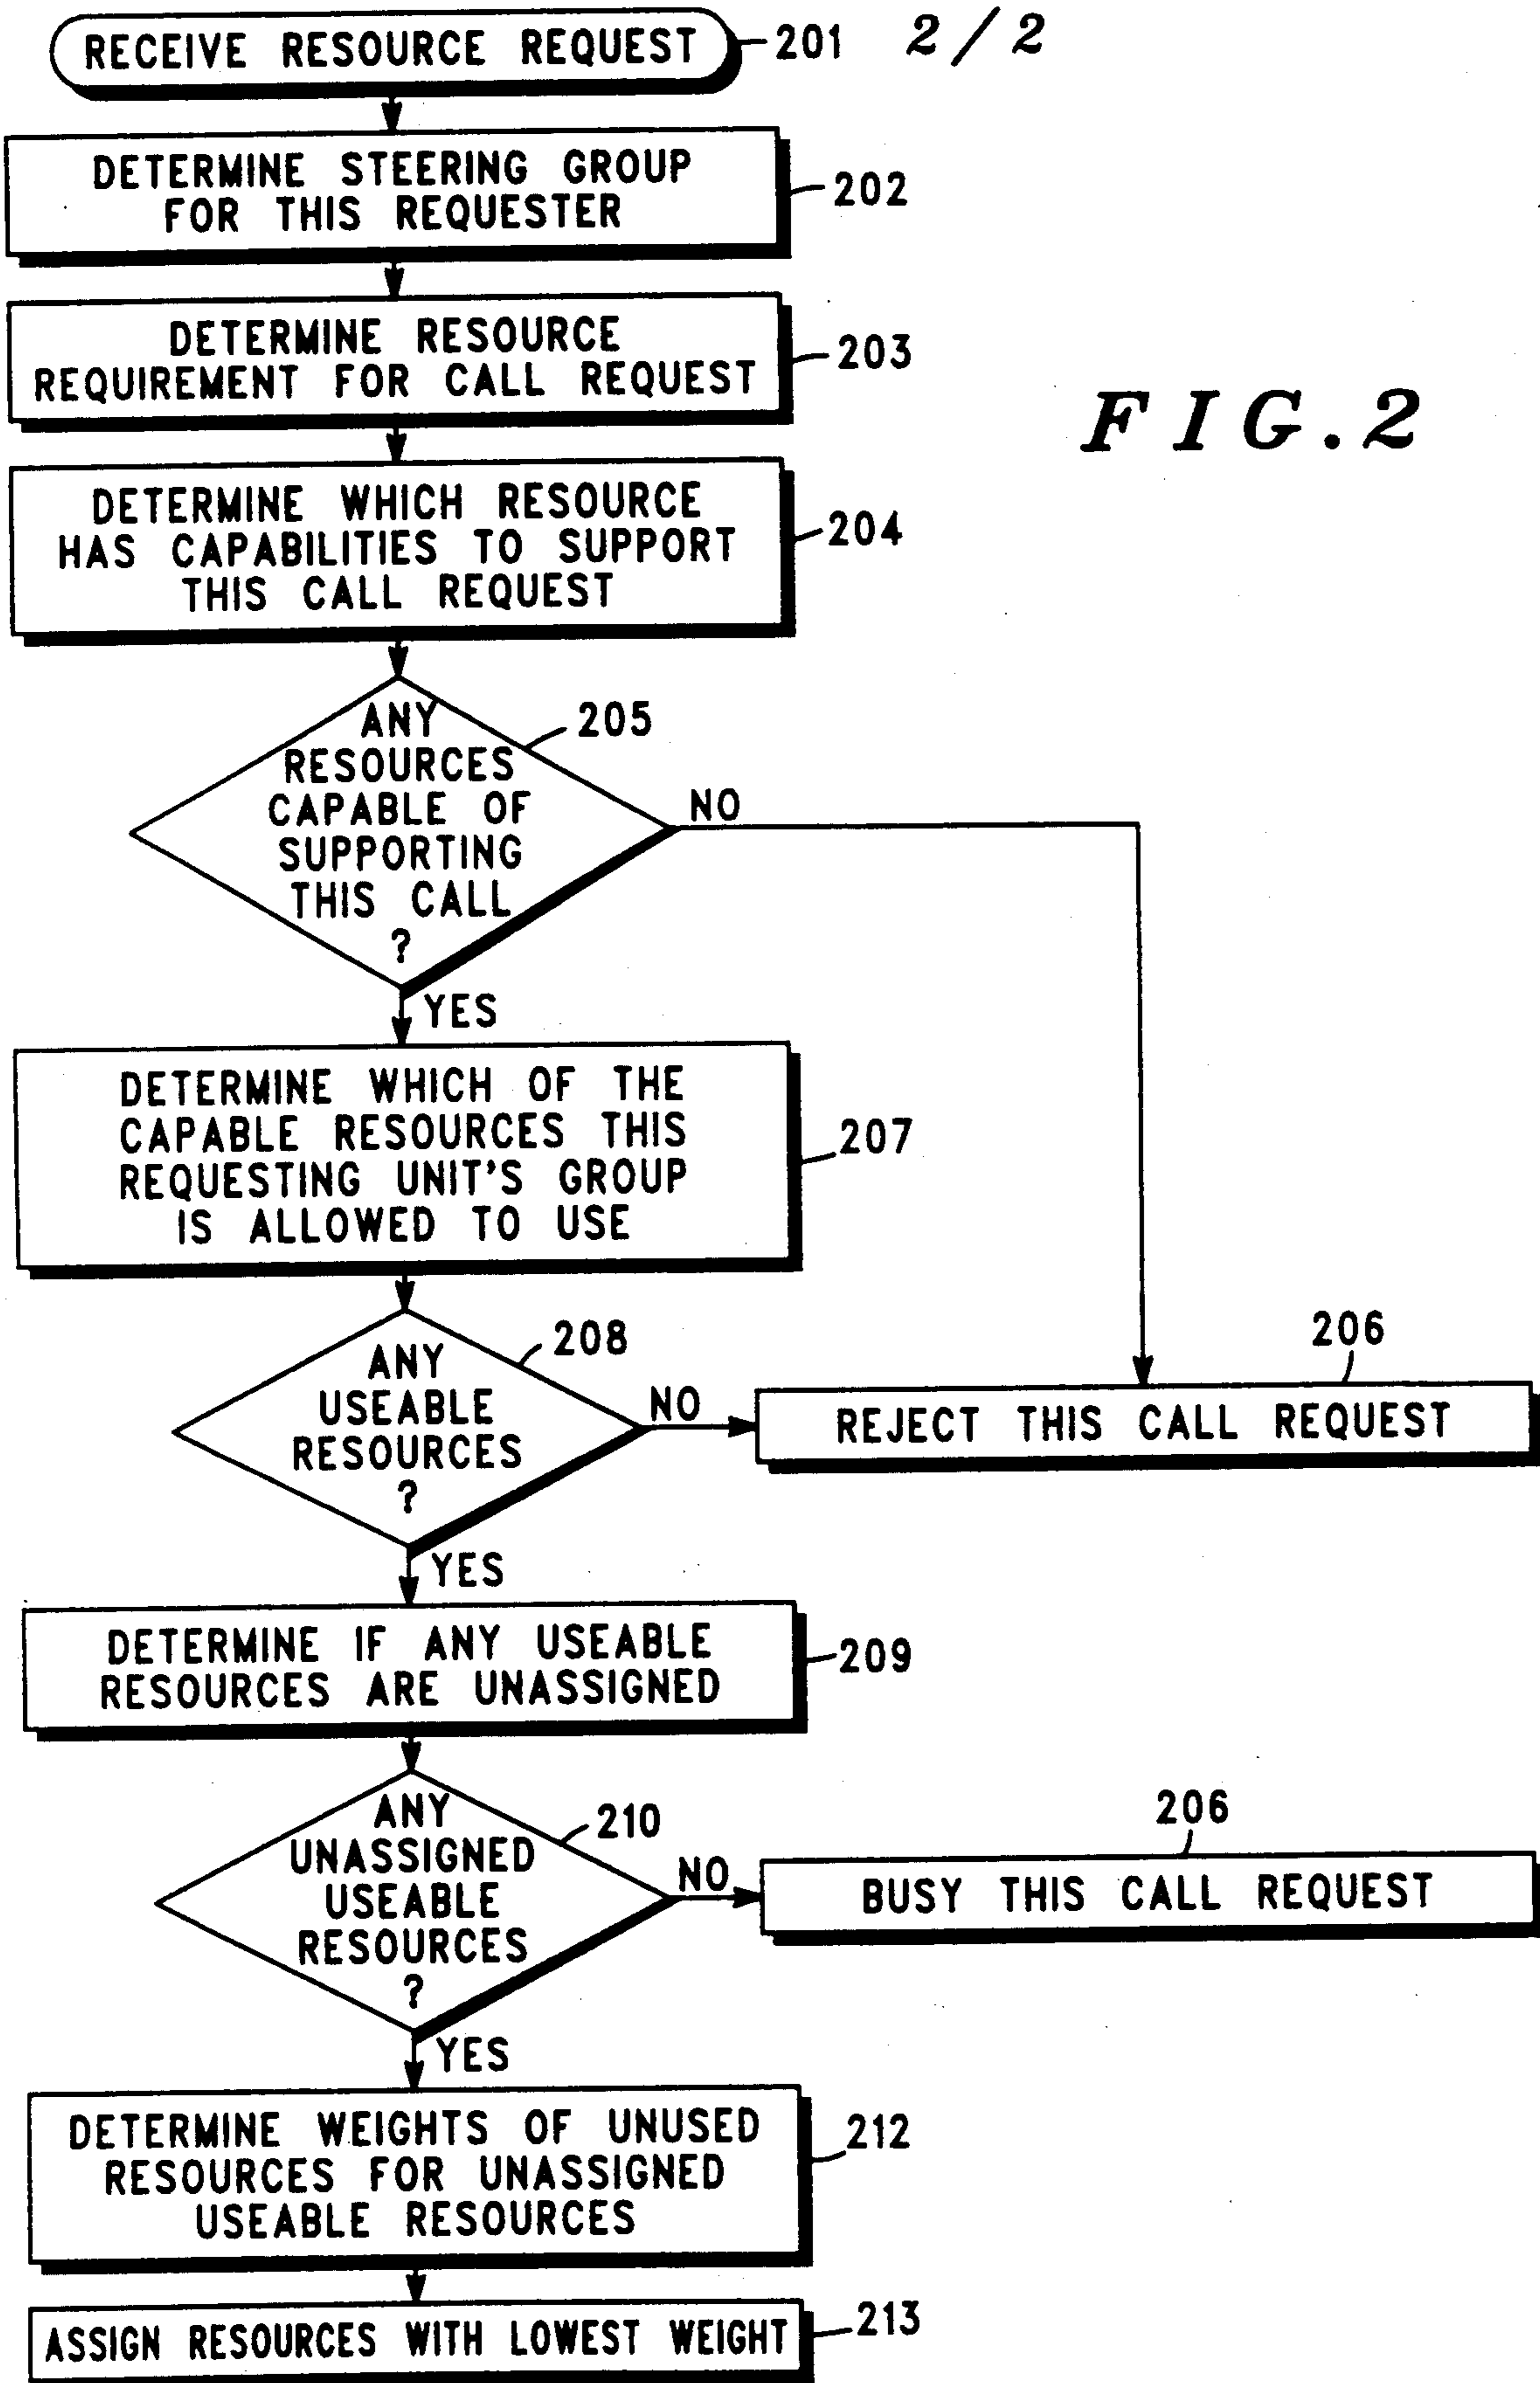 RECEIVE RESOURCE REQUEST
201
2/2
DETERMINE STEERING GROUP
FOR THIS REQUESTER
202
DETERMINE RESOURCE
REQUIREMENT FOR CALL REQUEST
203
FIG.2
DETERMINE WHICH RESOURCE
HAS CAPABILITIES TO SUPPORT
THIS CALL REQUEST
204
ANY
RESOURCES
CAPABLE OF
SUPPORTING
THIS CALL
?
205
NO
YES
DETERMINE WHICH OF THE
CAPABLE RESOURCES THIS
REQUESTING UNIT'S GROUP
IS ALLOWED TO USE
207
ANY
USEABLE
RESOURCES
?
208
NO
206
REJECT THIS CALL REQUEST
YES
DETERMINE IF ANY USEABLE
RESOURCES ARE UNASSIGNED
209
ANY
UNASSIGNED
USEABLE
RESOURCES
?
210
NO
206
BUSY THIS CALL REQUEST
YES
DETERMINE WEIGHTS OF UNUSED
RESOURCES FOR UNASSIGNED
USEABLE RESOURCES
212
ASSIGN RESOURCES WITH LOWEST WEIGHT
213